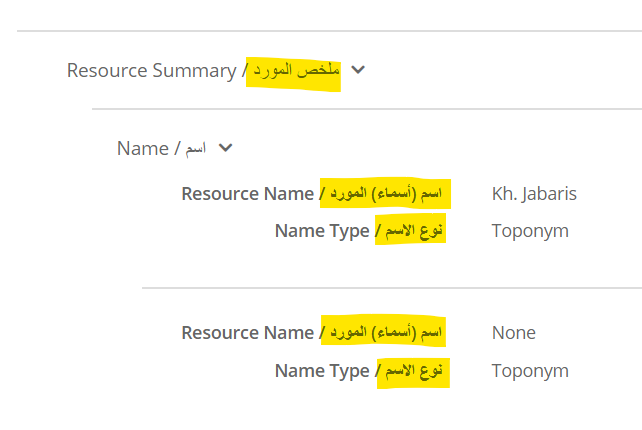 Resource Summary / ملخص المورد
Name / اسم
Resource Name / اسم (أسماء) المورد Kh. Jabaris
Name Type / نوع الاسم Toponym
Resource Name / اسم (أسماء) المورد None
Name Type / نوع الاسم Toponym